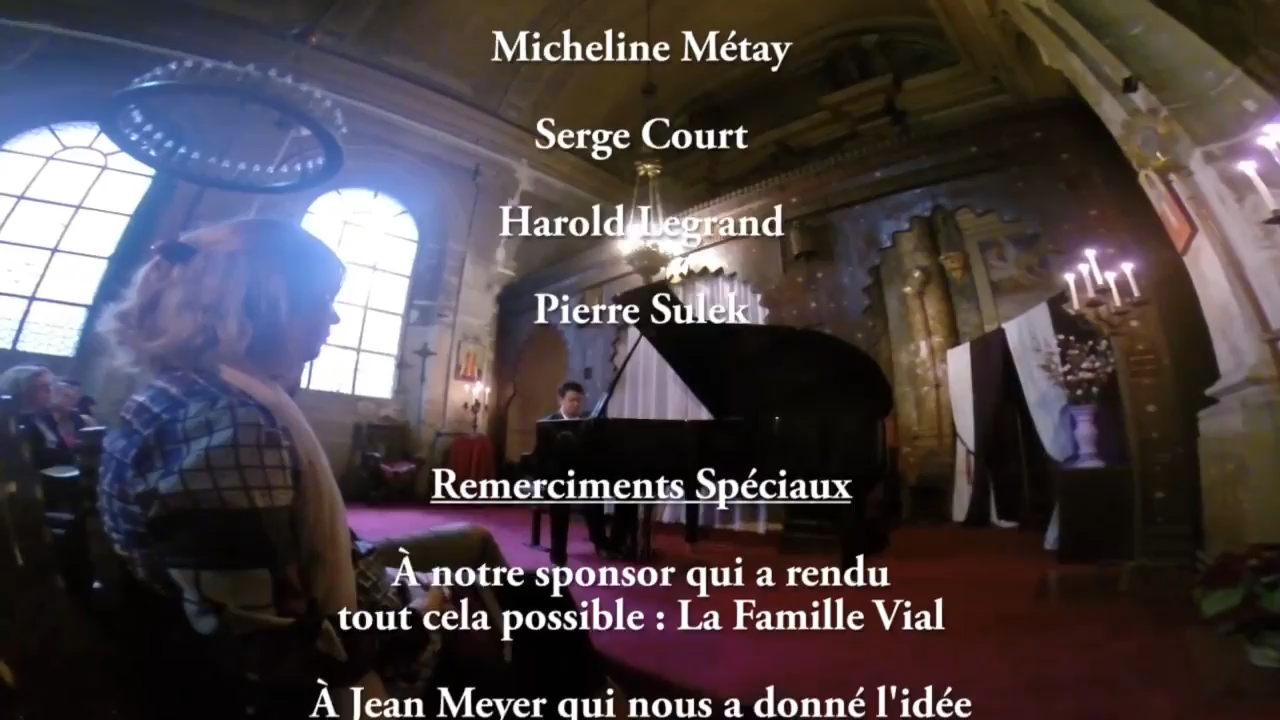 Micheline Métay
Serge Court
Harold Legrand
Pierre Sulek
Remerciments Spéciaux
À notre sponsor qui a rendu
tout cela possible : La Famille Vial
À Jean Meyer qui nous a donné l'idée